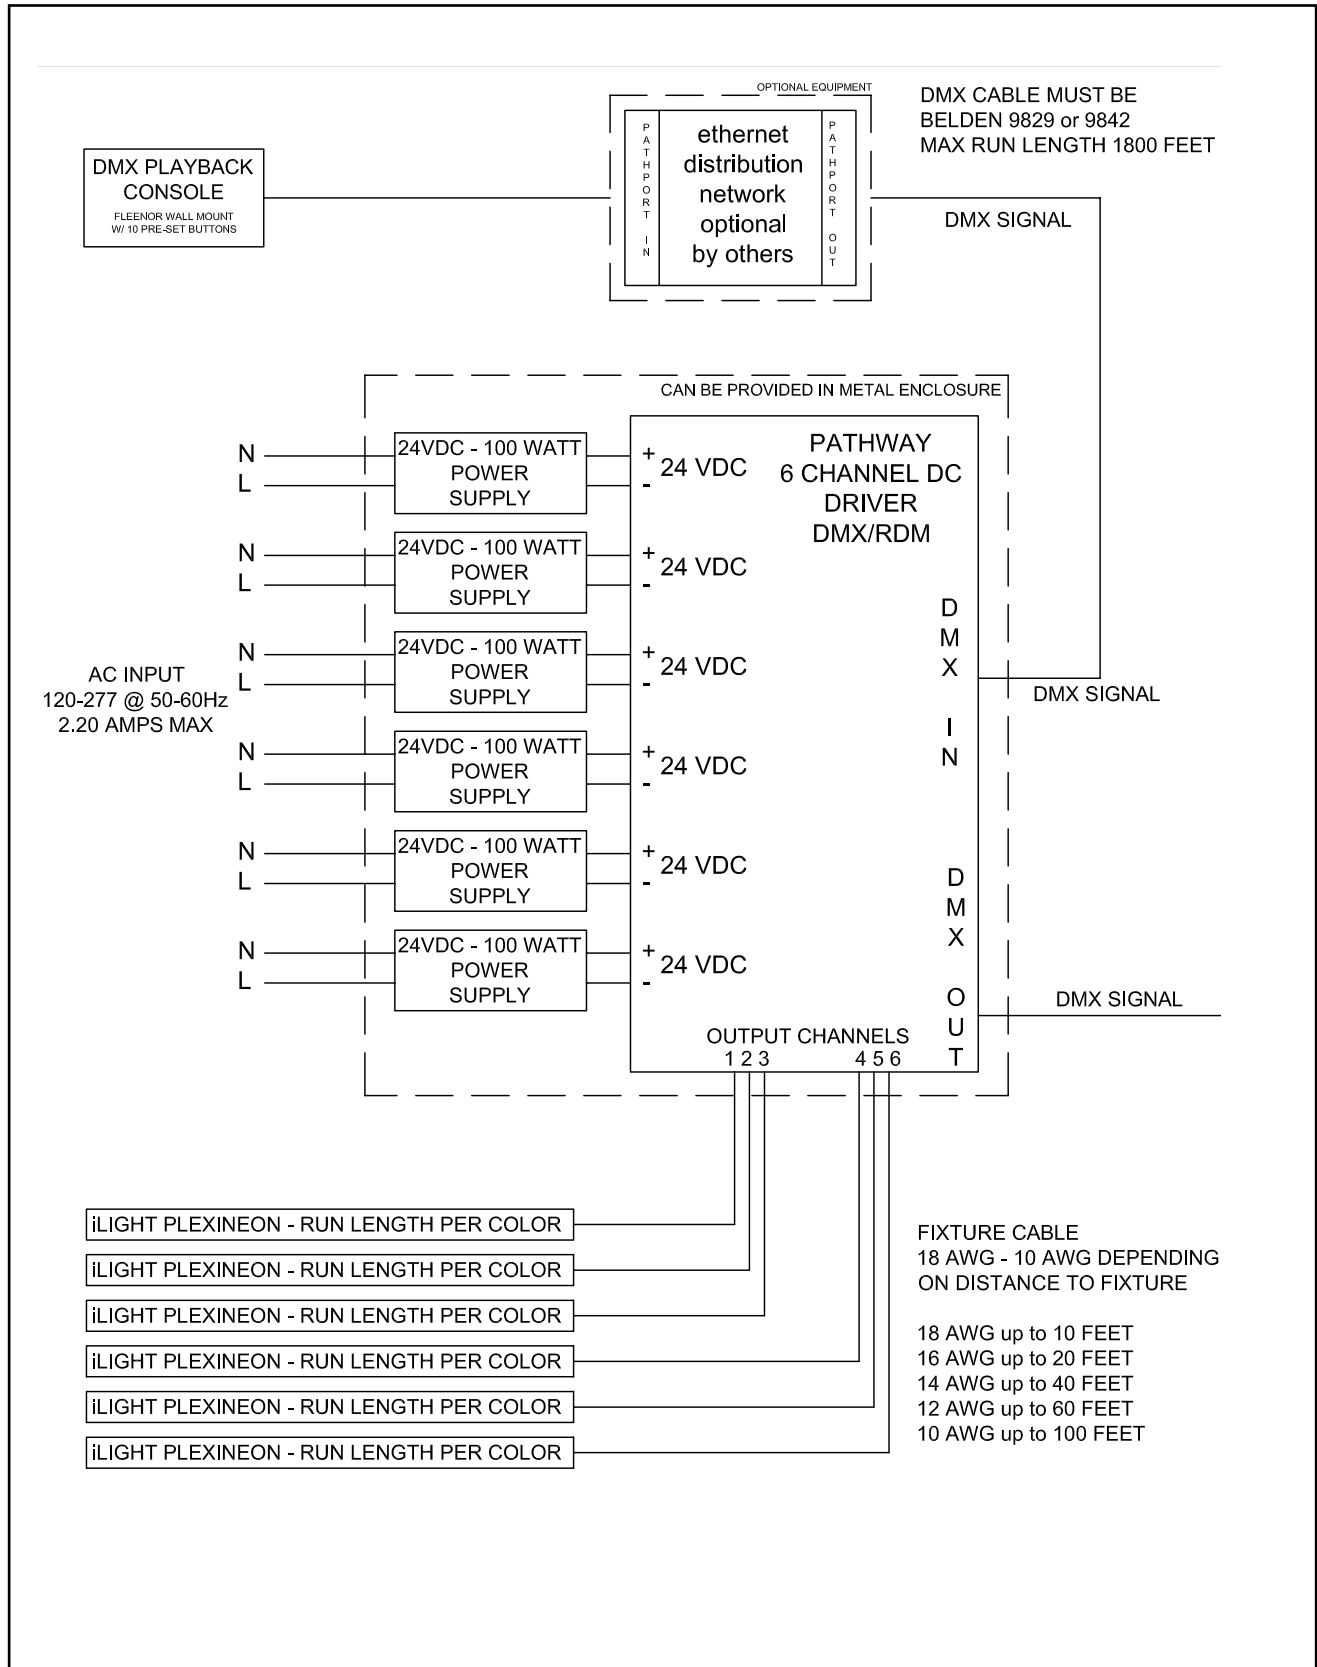 OPTIONAL EQUIPMENT
DMX CABLE MUST BE
BELDEN 9829 or 9842
MAX RUN LENGTH 1800 FEET
DMX PLAYBACK
CONSOLE
FLEENOR WALL MOUNT
W/ 10 PRE-SET BUTTONS
PATHPORT IN
ethernet
distribution
network
optional
by others
PATHPORT OUT
DMX SIGNAL
CAN BE PROVIDED IN METAL ENCLOSURE
PATHWAY
6 CHANNEL DC
DRIVER
DMX/RDM
N
L
24VDC - 100 WATT
POWER
SUPPLY
+
-
24 VDC
N
L
24VDC - 100 WATT
POWER
SUPPLY
+
-
24 VDC
AC INPUT
120-277 @ 50-60Hz
2.20 AMPS MAX
N
L
24VDC - 100 WATT
POWER
SUPPLY
+
-
24 VDC
DMX IN
DMX SIGNAL
N
L
24VDC - 100 WATT
POWER
SUPPLY
+
-
24 VDC
N
L
24VDC - 100 WATT
POWER
SUPPLY
+
-
24 VDC
N
L
24VDC - 100 WATT
POWER
SUPPLY
+
-
24 VDC
DMX OUT
DMX SIGNAL
OUTPUT CHANNELS
1 2 3 4 5 6
iLIGHT PLEXINEON - RUN LENGTH PER COLOR
iLIGHT PLEXINEON - RUN LENGTH PER COLOR
iLIGHT PLEXINEON - RUN LENGTH PER COLOR
iLIGHT PLEXINEON - RUN LENGTH PER COLOR
iLIGHT PLEXINEON - RUN LENGTH PER COLOR
iLIGHT PLEXINEON - RUN LENGTH PER COLOR
FIXTURE CABLE
18 AWG - 10 AWG DEPENDING
ON DISTANCE TO FIXTURE
18 AWG up to 10 FEET
16 AWG up to 20 FEET
14 AWG up to 40 FEET
12 AWG up to 60 FEET
10 AWG up to 100 FEET